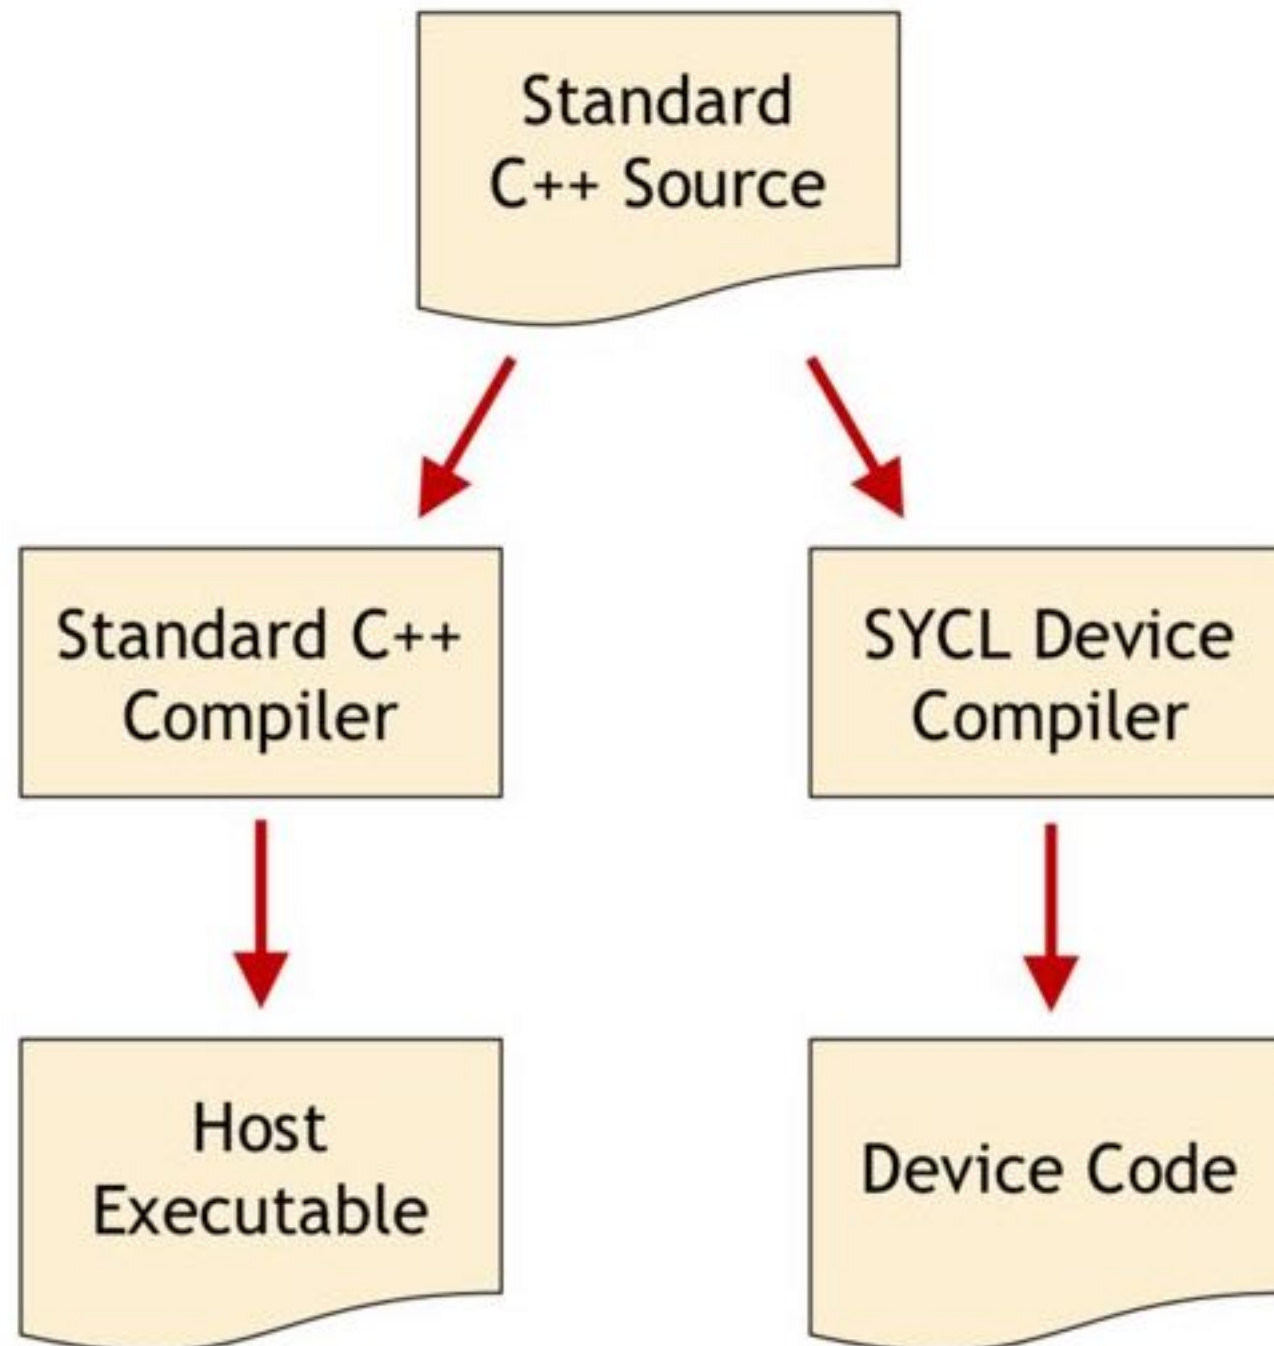 Standard
C++ Source
Standard C++
Compiler
SYCL Device
Compiler
Host
Executable
Device Code